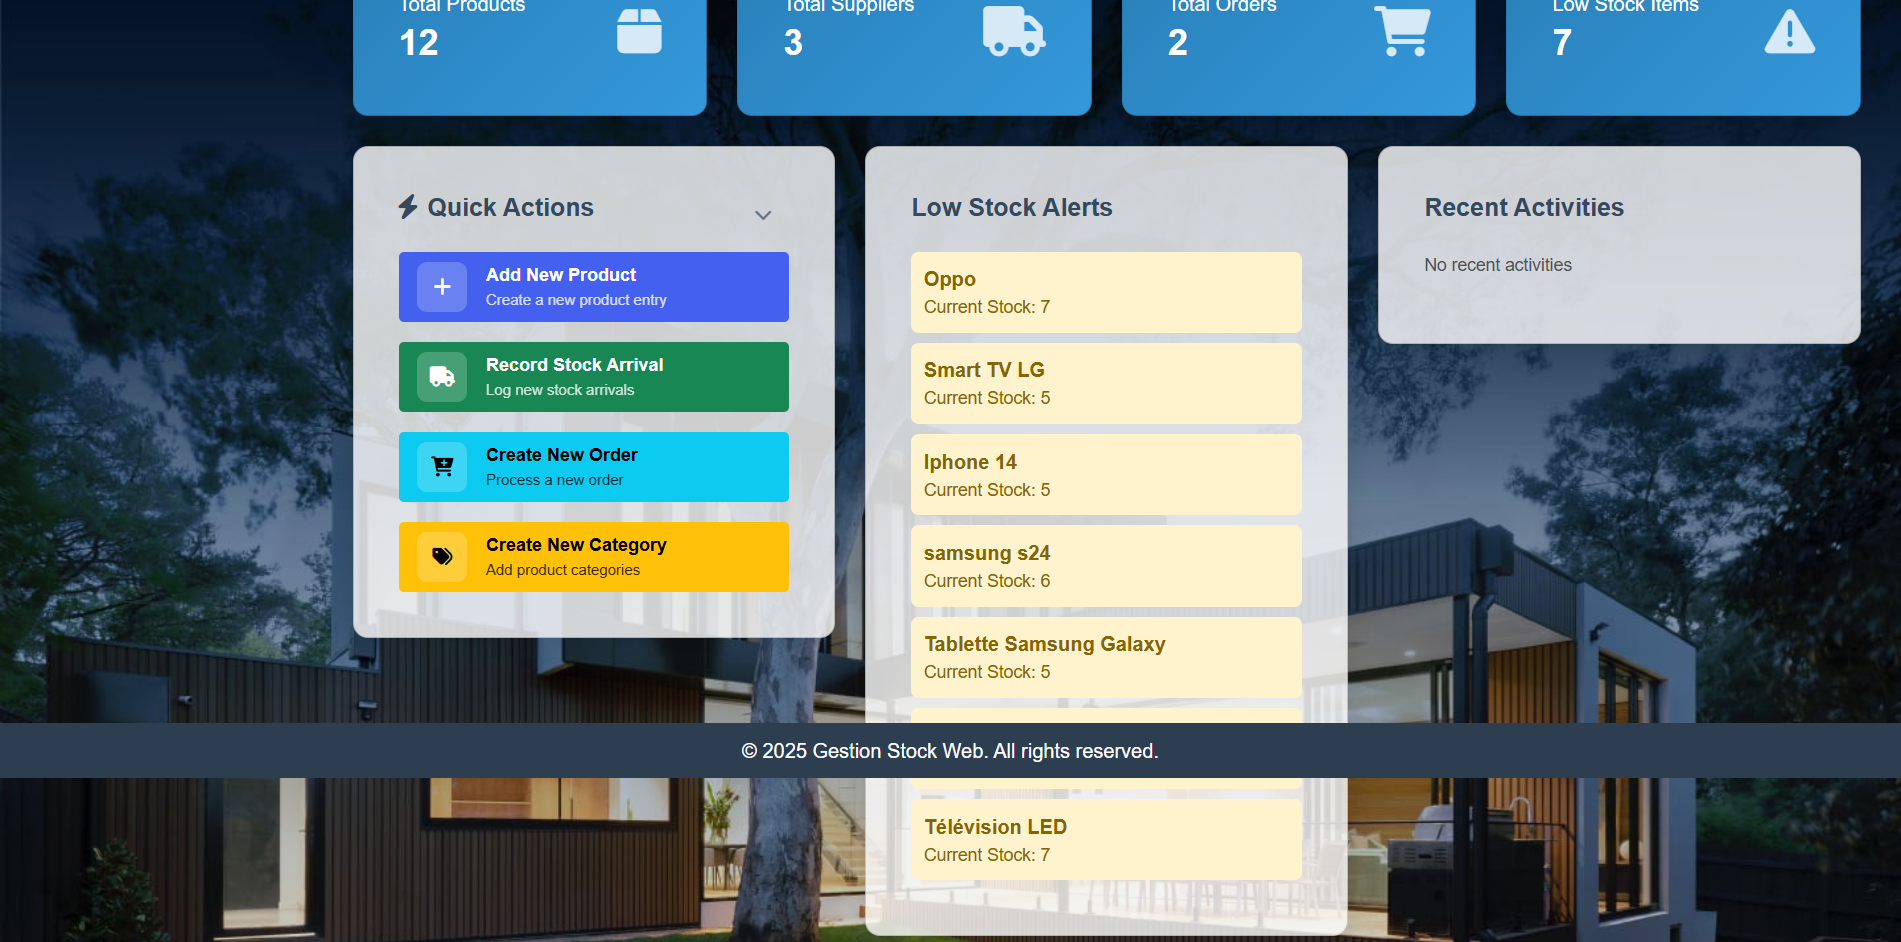 Total Products
12
Total Suppliers
3
Total Orders
2
Low Stock Items
7
Quick Actions
Add New Product
Create a new product entry
Record Stock Arrival
Log new stock arrivals
Create New Order
Process a new order
Create New Category
Add product categories
Low Stock Alerts
Oppo
Current Stock: 7
Smart TV LG
Current Stock: 5
Iphone 14
Current Stock: 5
samsung s24
Current Stock: 6
Tablette Samsung Galaxy
Current Stock: 5
Télévision LED
Current Stock: 7
Recent Activities
No recent activities
© 2025 Gestion Stock Web. All rights reserved.